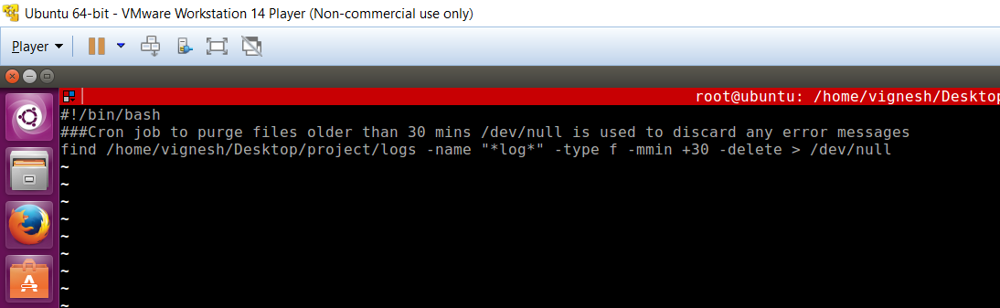 Ubuntu 64-bit - VMware Workstation 14 Player (Non-commercial use only)
Player
root@ubuntu: /home/vignesh/Desktop
#!/bin/bash
###Cron job to purge files older than 30 mins /dev/null is used to discard any error messages
find /home/vignesh/Desktop/project/logs -name "*log*" -type f -mmin +30 -delete > /dev/null
~
~
~
~
~
~
~
~
~